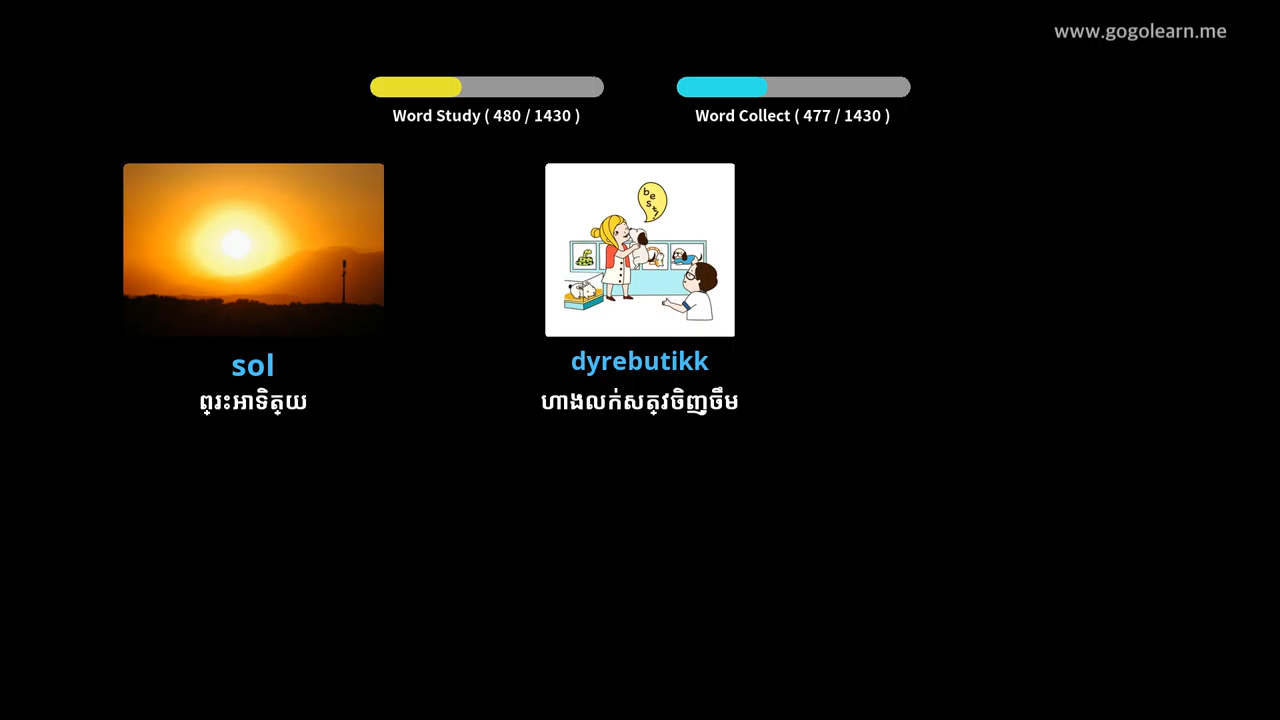 www.gogolearn.me
Word Study ( 480 / 1430 )
Word Collect ( 477 / 1430 )
be
s
t!
sol
dyrebutikk
ព្រះអាទិត្យ
ហាងលក់សត្វចិញ្ចឹម